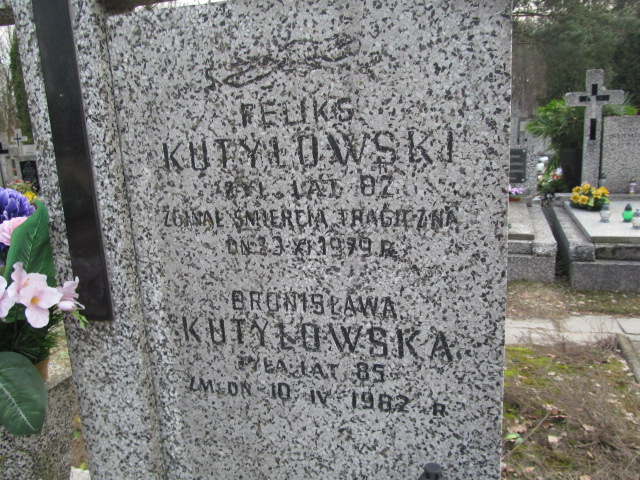 FELIKS
KUTYŁOWSKI
ŻYŁ LAT 82
ZGINĄŁ ŚMIERCIĄ TRAGICZNĄ
DN 23 XI 1979 R.
BRONISŁAWA
KUTYŁOWSKA
ŻYŁA LAT 85
ZM. DN 10 IV 1982 R